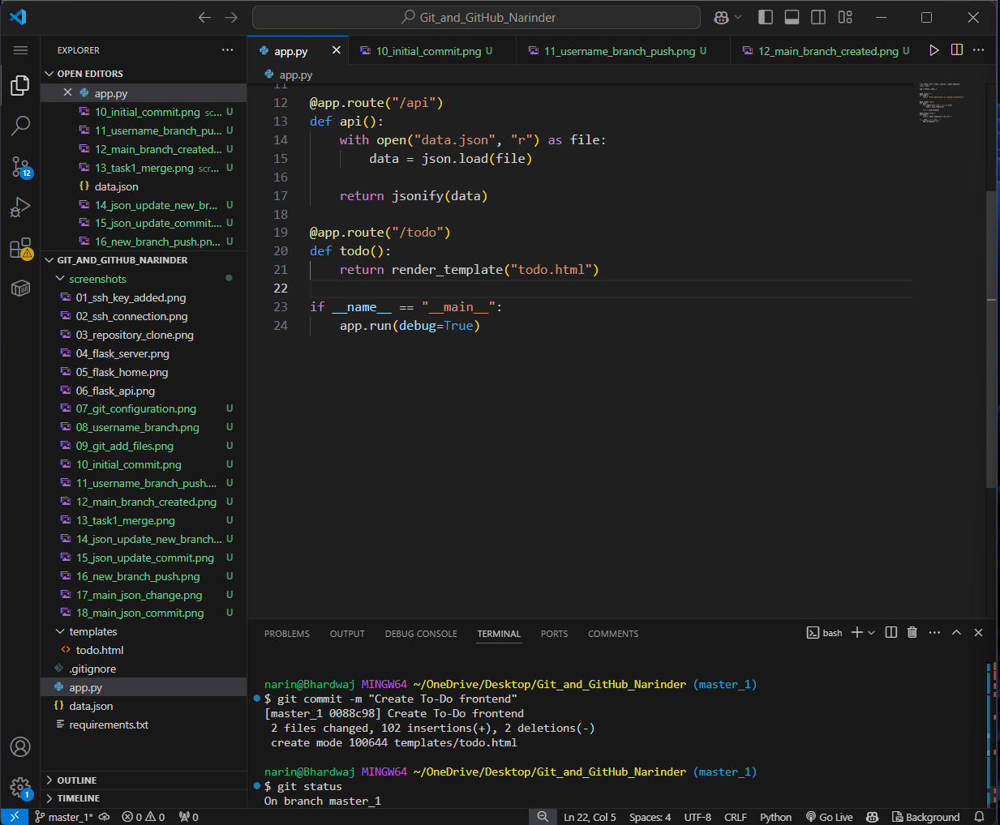 Git_and_GitHub_Narinder
EXPLORER
app.py
10_initial_commit.png U
11_username_branch_push.png U
12_main_branch_created.png U
OPEN EDITORS
app.py
10_initial_commit.png sc... U
11_username_branch_pu... U
12_main_branch_created... U
13_task1_merge.png scr... U
{} data.json
14_json_update_new_br... U
15_json_update_commit.... U
16_new_branch_push.pn... U
12
GIT_AND_GITHUB_NARINDER
screenshots
01_ssh_key_added.png
02_ssh_connection.png
03_repository_clone.png
04_flask_server.png
05_flask_home.png
06_flask_api.png
07_git_configuration.png U
08_username_branch.png U
09_git_add_files.png U
10_initial_commit.png U
11_username_branch_push.... U
12_main_branch_created.png U
13_task1_merge.png U
14_json_update_new_branch... U
15_json_update_commit.png U
16_new_branch_push.png U
17_main_json_change.png U
18_main_json_commit.png U
templates
<> todo.html
.gitignore
app.py
{} data.json
requirements.txt
OUTLINE
TIMELINE
1
app.py
11
12 @app.route("/api")
13 def api():
14 with open("data.json", "r") as file:
15 data = json.load(file)
16
17 return jsonify(data)
18
19 @app.route("/todo")
20 def todo():
21 return render_template("todo.html")
22
23 if __name__ == "__main__":
24 app.run(debug=True)
PROBLEMS OUTPUT DEBUG CONSOLE TERMINAL PORTS COMMENTS
bash
narin@Bhardwaj MINGW64 ~/OneDrive/Desktop/Git_and_GitHub_Narinder (master_1)
$ git commit -m "Create To-Do frontend"
[master_1 0088c98] Create To-Do frontend
2 files changed, 102 insertions(+), 2 deletions(-)
create mode 100644 templates/todo.html
narin@Bhardwaj MINGW64 ~/OneDrive/Desktop/Git_and_GitHub_Narinder (master_1)
$ git status
On branch master_1
master_1* 0 0 0 Ln 22, Col 5 Spaces: 4 UTF-8 CRLF Python Go Live Background